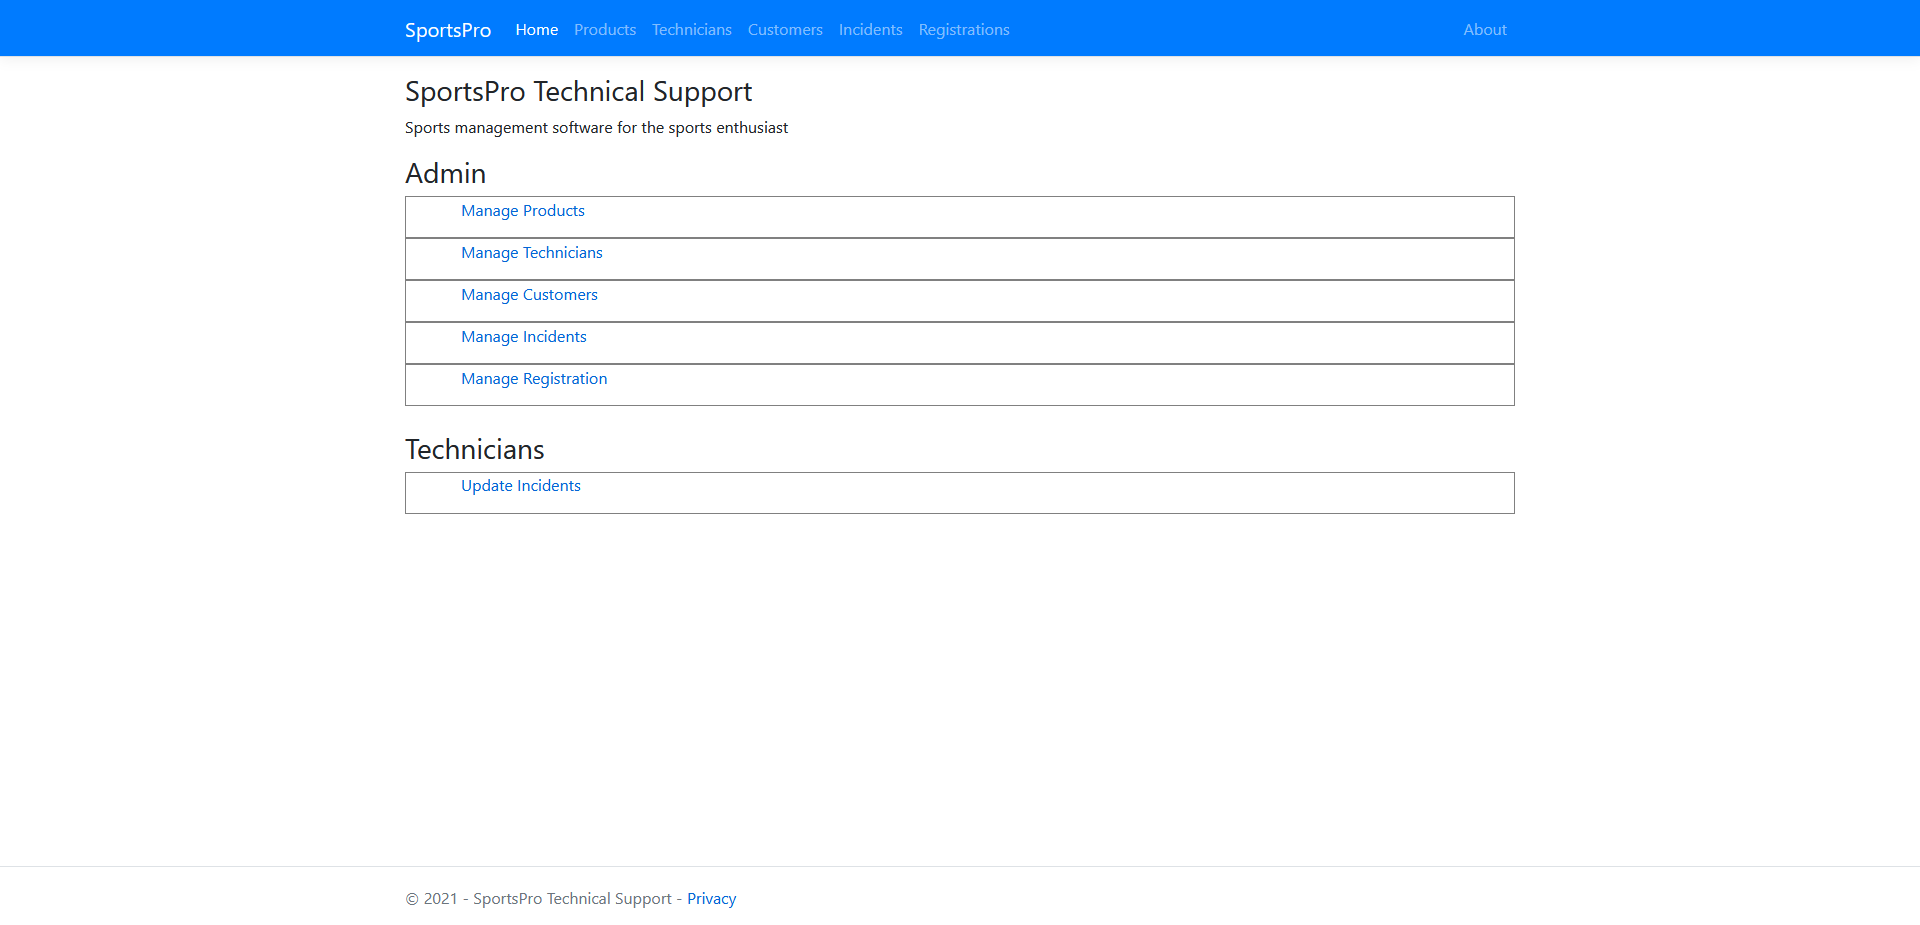 SportsPro Home Products Technicians Customers Incidents Registrations About
SportsPro Technical Support
Sports management software for the sports enthusiast
Admin
Manage Products
Manage Technicians
Manage Customers
Manage Incidents
Manage Registration
Technicians
Update Incidents
© 2021 - SportsPro Technical Support - Privacy